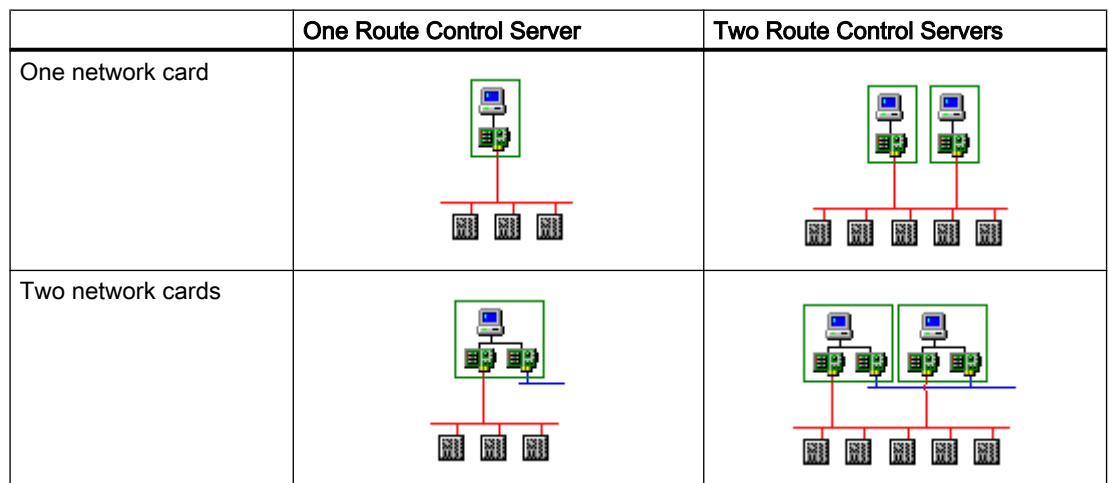 One Route Control Server
Two Route Control Servers
One network card
Two network cards